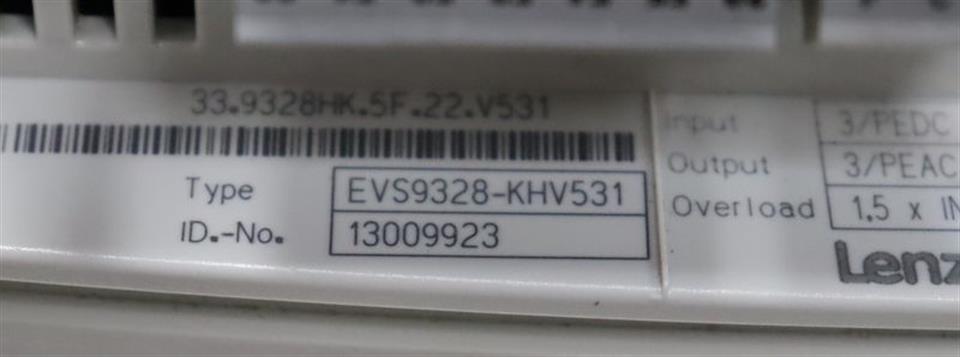 33.9328HK.5F.22.V531
Type EVS9328-KHV531
ID.-No. 13009923
Input 3/PEDC
Output 3/PEAC
Overload 1,5 x IN
Lenz